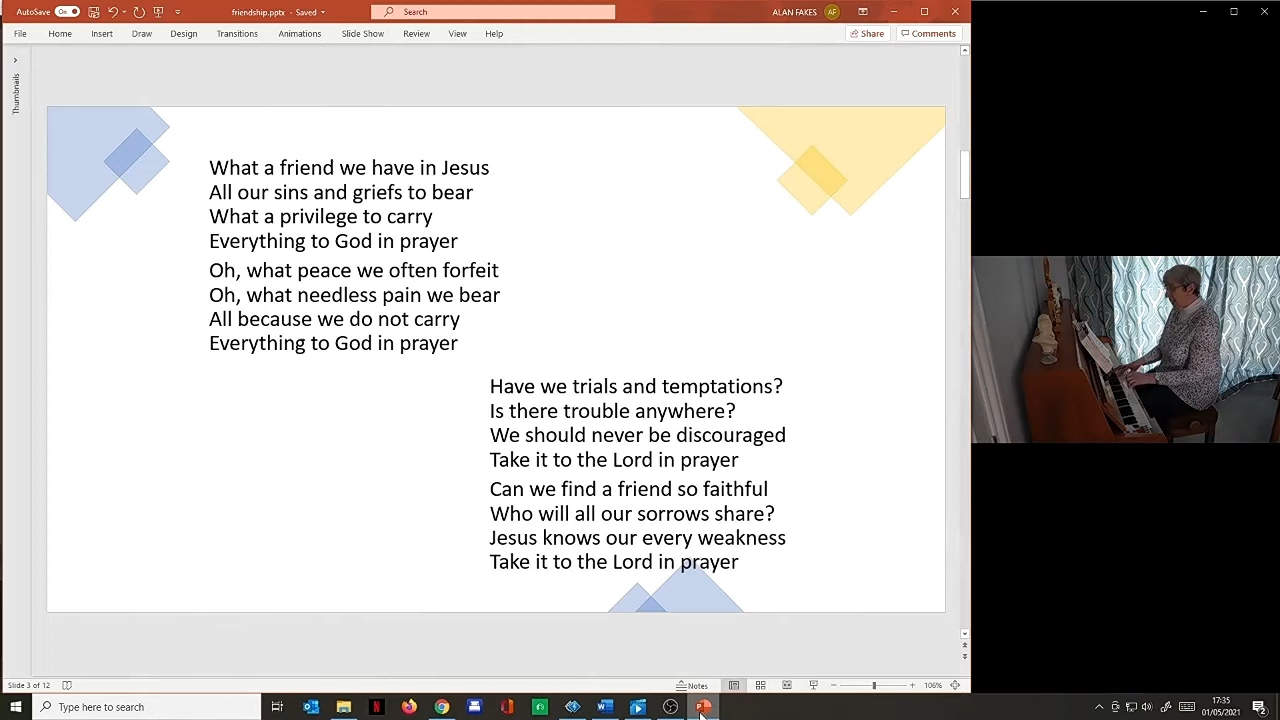 AutoSave
On
friendship.pptx - Saved
Search
ALAN FAKES
AF
File
Home
Insert
Draw
Design
Transitions
Animations
Slide Show
Review
View
Help
Share
Comments
Thumbnails
What a friend we have in Jesus
All our sins and griefs to bear
What a privilege to carry
Everything to God in prayer
Oh, what peace we often forfeit
Oh, what needless pain we bear
All because we do not carry
Everything to God in prayer
Have we trials and temptations?
Is there trouble anywhere?
We should never be discouraged
Take it to the Lord in prayer
Can we find a friend so faithful
Who will all our sorrows share?
Jesus knows our every weakness
Take it to the Lord in prayer
Slide 3 of 12
Notes
106%
Type here to search
17:35
01/05/2021
2